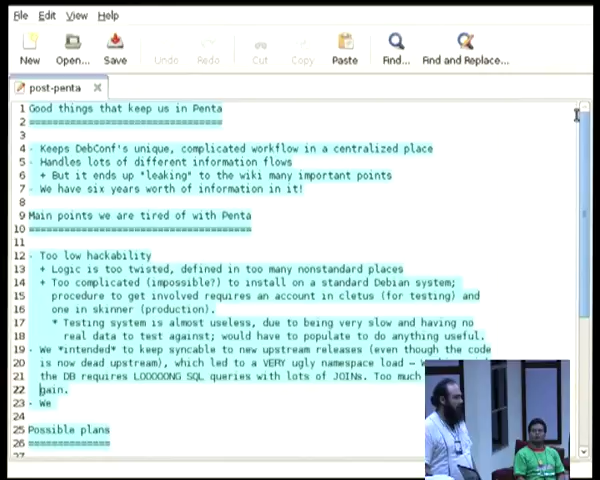 File Edit View Help
New Open... Save Undo Redo Cut Copy Paste Find... Find and Replace...
post-penta
1 Good things that keep us in Penta
2 ===============================
3
4 - Keeps DebConf's unique, complicated workflow in a centralized place
5 - Handles lots of different information flows
6 + But it ends up "leaking" to the wiki many important points
7 - We have six years worth of information in it!
8
9 Main points we are tired of with Penta
10 ====================================
11
12 - Too low hackability
13 + Logic is too twisted, defined in too many nonstandard places
14 + Too complicated (impossible?) to install on a standard Debian system;
15 procedure to get involved requires an account in cletus (for testing) and
16 one in skinner (production).
17 * Testing system is almost useless, due to being very slow and having no
18 real data to test against; would have to populate to do anything useful.
19 - We *intended* to keep syncable to new upstream releases (even though the code
20 is now dead upstream), which led to a VERY ugly namespace load --
21 the DB requires LOOOOONG SQL queries with lots of JOINs. Too much
22 gain.
23 - We
24
25 Possible plans
26 =============
27